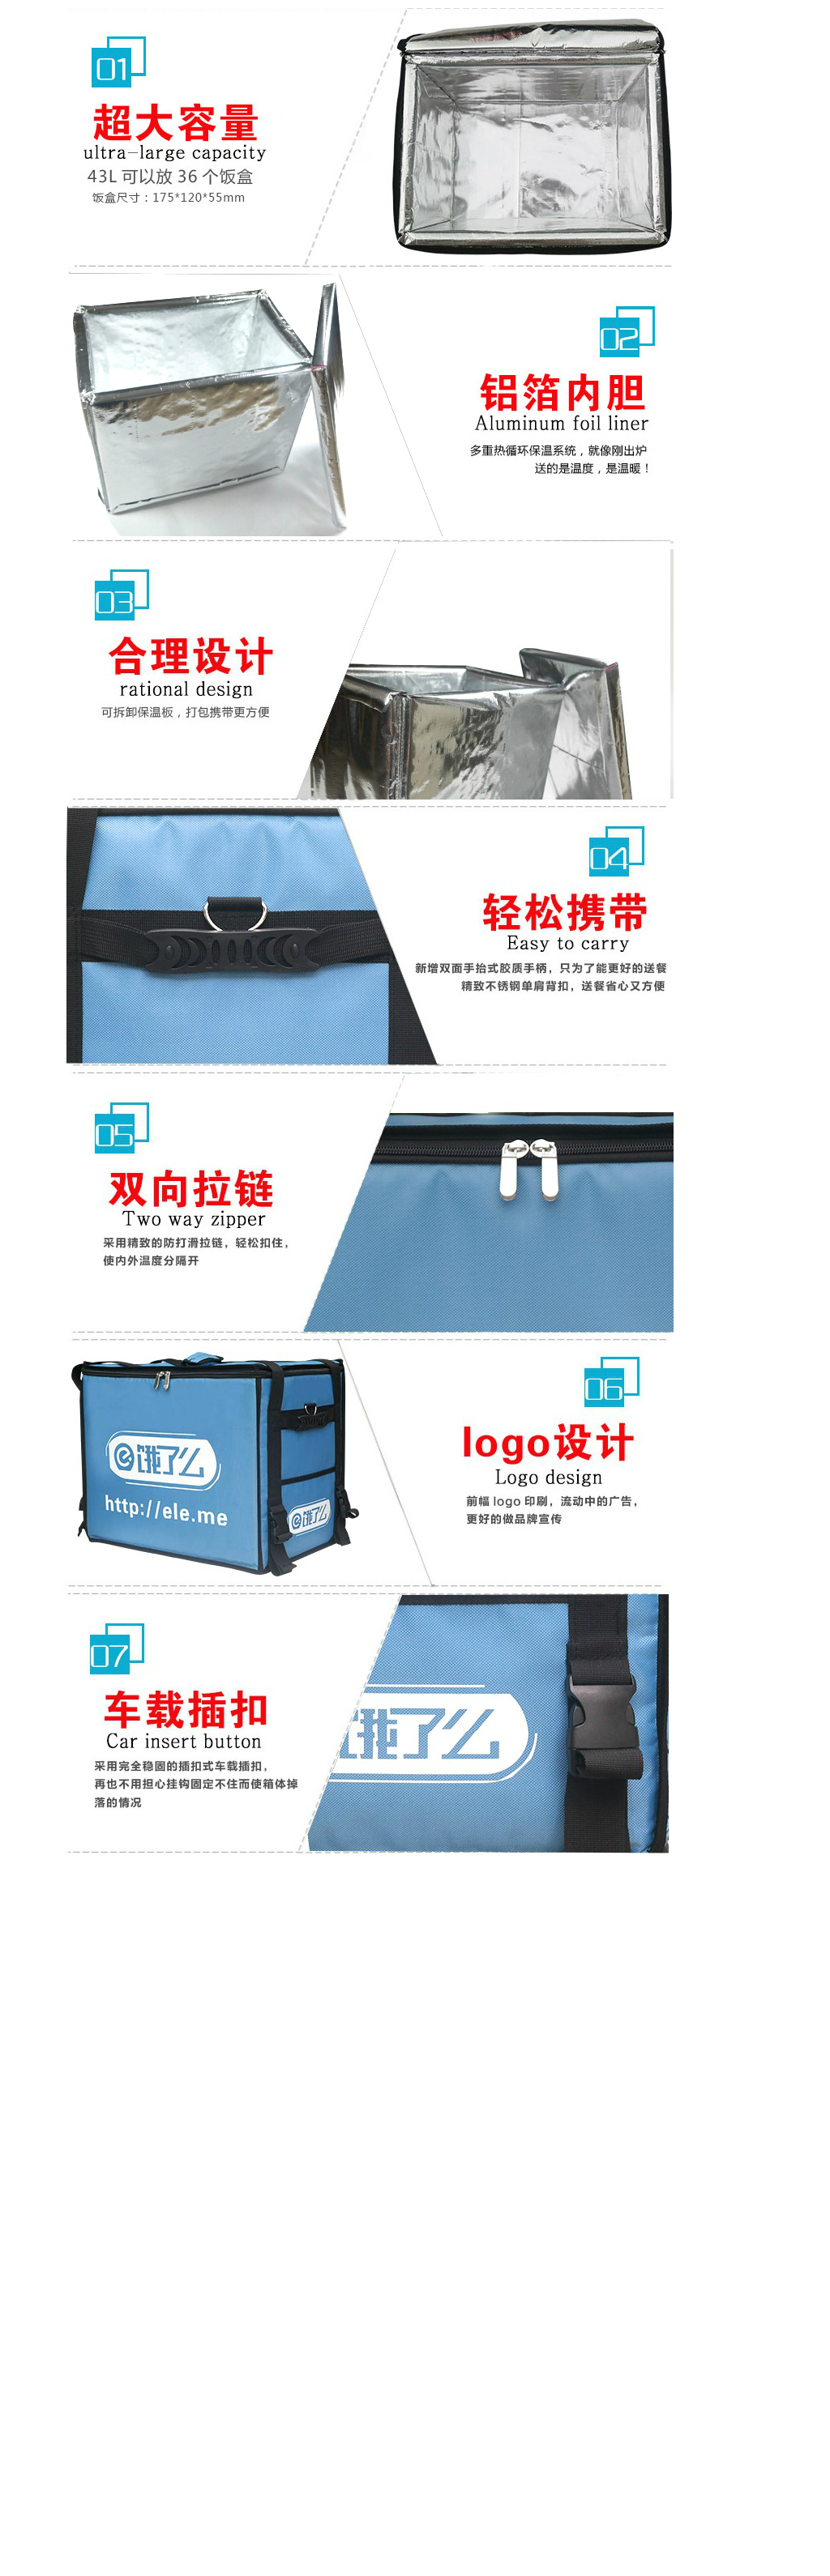 01
超大容量
ultra-large capacity
43L 可以放 36 个饭盒
饭盒尺寸：175*120*55mm
02
铝箔内胆
Aluminum foil liner
多重热循环保温系统，就像刚出炉
送的是温度，是温暖！
03
合理设计
rational design
可拆卸保温板，打包携带更方便
04
轻松携带
Easy to carry
新增双面手抬式胶质手柄，只为了能更好的送餐
精致不锈钢单肩背扣，送餐省心又方便
05
双向拉链
Two way zipper
采用精致的防打滑拉链，轻松扣住，
使内外温度分隔开
e饿了么
http://ele.me
e饿了么
06
logo设计
Logo design
前幅 logo 印刷，流动中的广告，
更好的做品牌宣传
07
车载插扣
Car insert button
采用完全稳固的插扣式车载插扣，
再也不用担心挂钩固定不住而使箱体掉
落的情况
饿了么